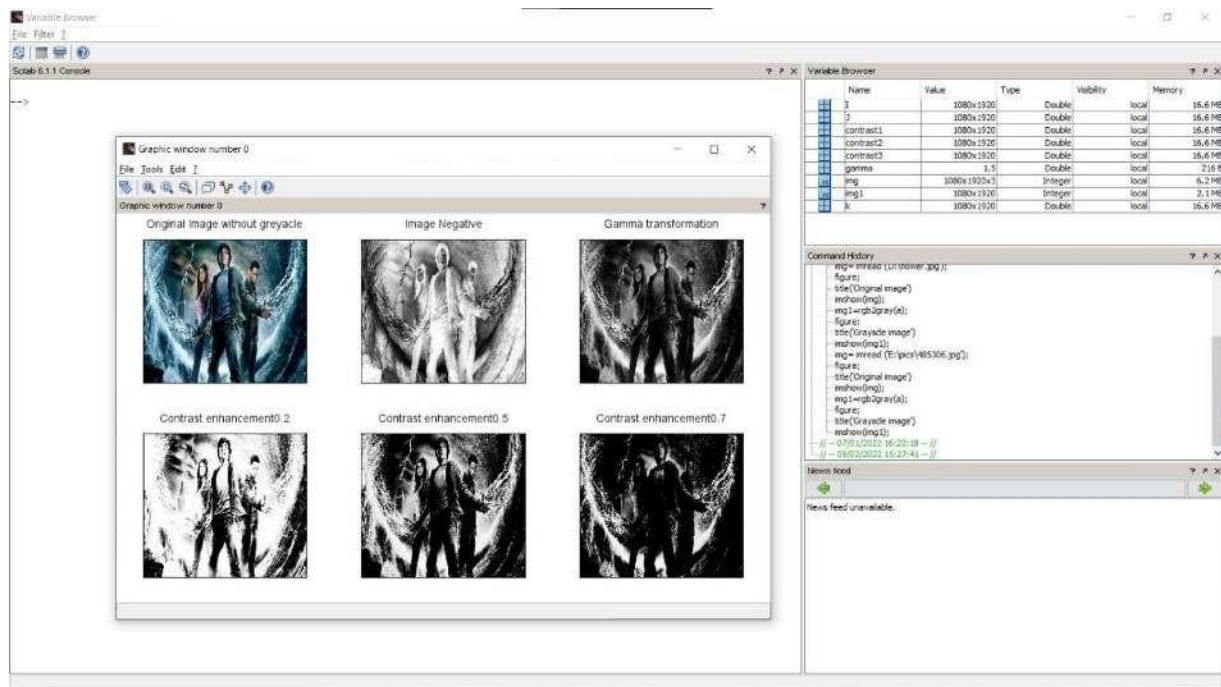 Variable Browser
File Filter ?
Scilab 6.1.1 Console
? ↗ X
-->
Graphic window number 0
File Tools Edit ?
Graphic window number 0
?
Original Image without greyacle
Image Negative
Gamma transformation
Contrast enhancement0.2
Contrast enhancement0.5
Contrast enhancement0.7
Variable Browser
? ↗ X
Name Value Type Visibility Memory
I 1080x1920 Double local 16.6 MB
J 1080x1920 Double local 16.6 MB
contrast1 1080x1920 Double local 16.6 MB
contrast2 1080x1920 Double local 16.6 MB
contrast3 1080x1920 Double local 16.6 MB
gamma 1.5 Double local 216 B
img 1080x1920x3 Integer local 6.2 MB
img1 1080x1920 Integer local 2.1 MB
k 1080x1920 Double local 16.6 MB
Command History
? ↗ X
img= imread ('D:\flower.jpg');
figure;
title('Original image')
imshow(img);
img1=rgb2gray(a);
figure;
title('Grayscle image')
imshow(img1);
img= imread ('E:\pics\485306.jpg');
figure;
title('Original image')
imshow(img);
img1=rgb2gray(a);
figure;
title('Grayscle image')
imshow(img1);
// -- 07/01/2022 16:22:18 -- //
// -- 09/02/2022 15:27:41 -- //
News feed
? ↗ X
News feed unavailable.